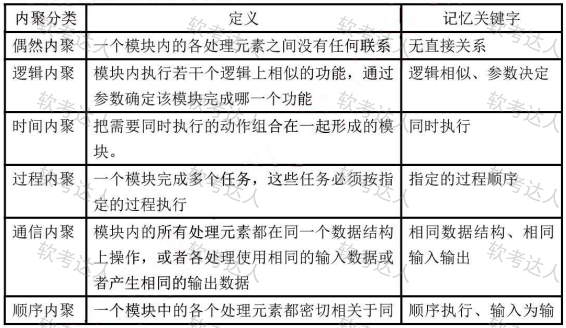 内聚分类 定义 记忆关键字
偶然内聚 一个模块内的各处理元素之间没有任何联系 无直接关系
逻辑内聚 模块内执行若干个逻辑上相似的功能，通过 逻辑相似、参数决定
参数确定该模块完成哪一个功能
时间内聚 把需要同时执行的动作组合在一起形成的模 同时执行
块。
过程内聚 一个模块完成多个任务，这些任务必须按指 指定的过程顺序
定的过程执行
通信内聚 模块内的所有处理元素都在同一个数据结构 相同数据结构、相同
上操作，或者各处理使用相同的输入数据或 输入输出
者产生相同的输出数据
顺序内聚 一个模块中的各个处理元素都密切相关于同 顺序执行、输入为输
软考达人